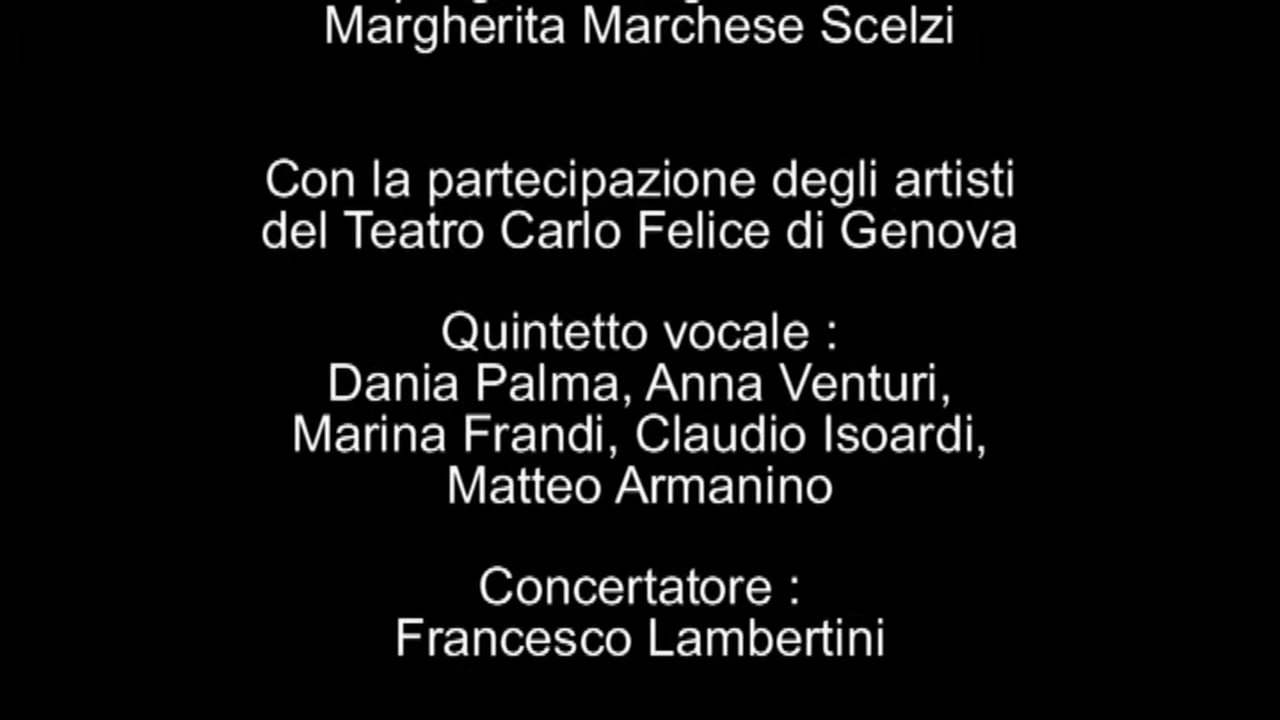 Margherita Marchese Scelzi
Con la partecipazione degli artisti
del Teatro Carlo Felice di Genova
Quintetto vocale :
Dania Palma, Anna Venturi,
Marina Frandi, Claudio Isoardi,
Matteo Armanino
Concertatore :
Francesco Lambertini